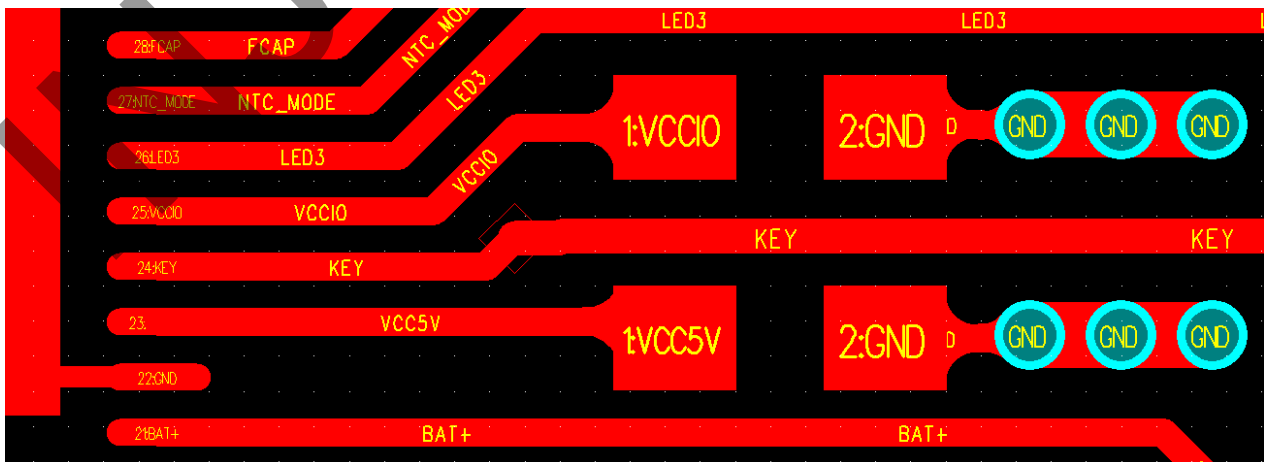 LED3 LED3
28:FCAP FCAP
NTC_MOD
27:NTC_MODE NTC_MODE
LED3
1:VCCIO 2:GND D GND GND GND
26:LED3 LED3
VCCIO
25:VCCIO VCCIO
KEY KEY
24:KEY KEY
23: VCC5V
1:VCC5V 2:GND D GND GND GND
22:GND
21:BAT+ BAT+ BAT+